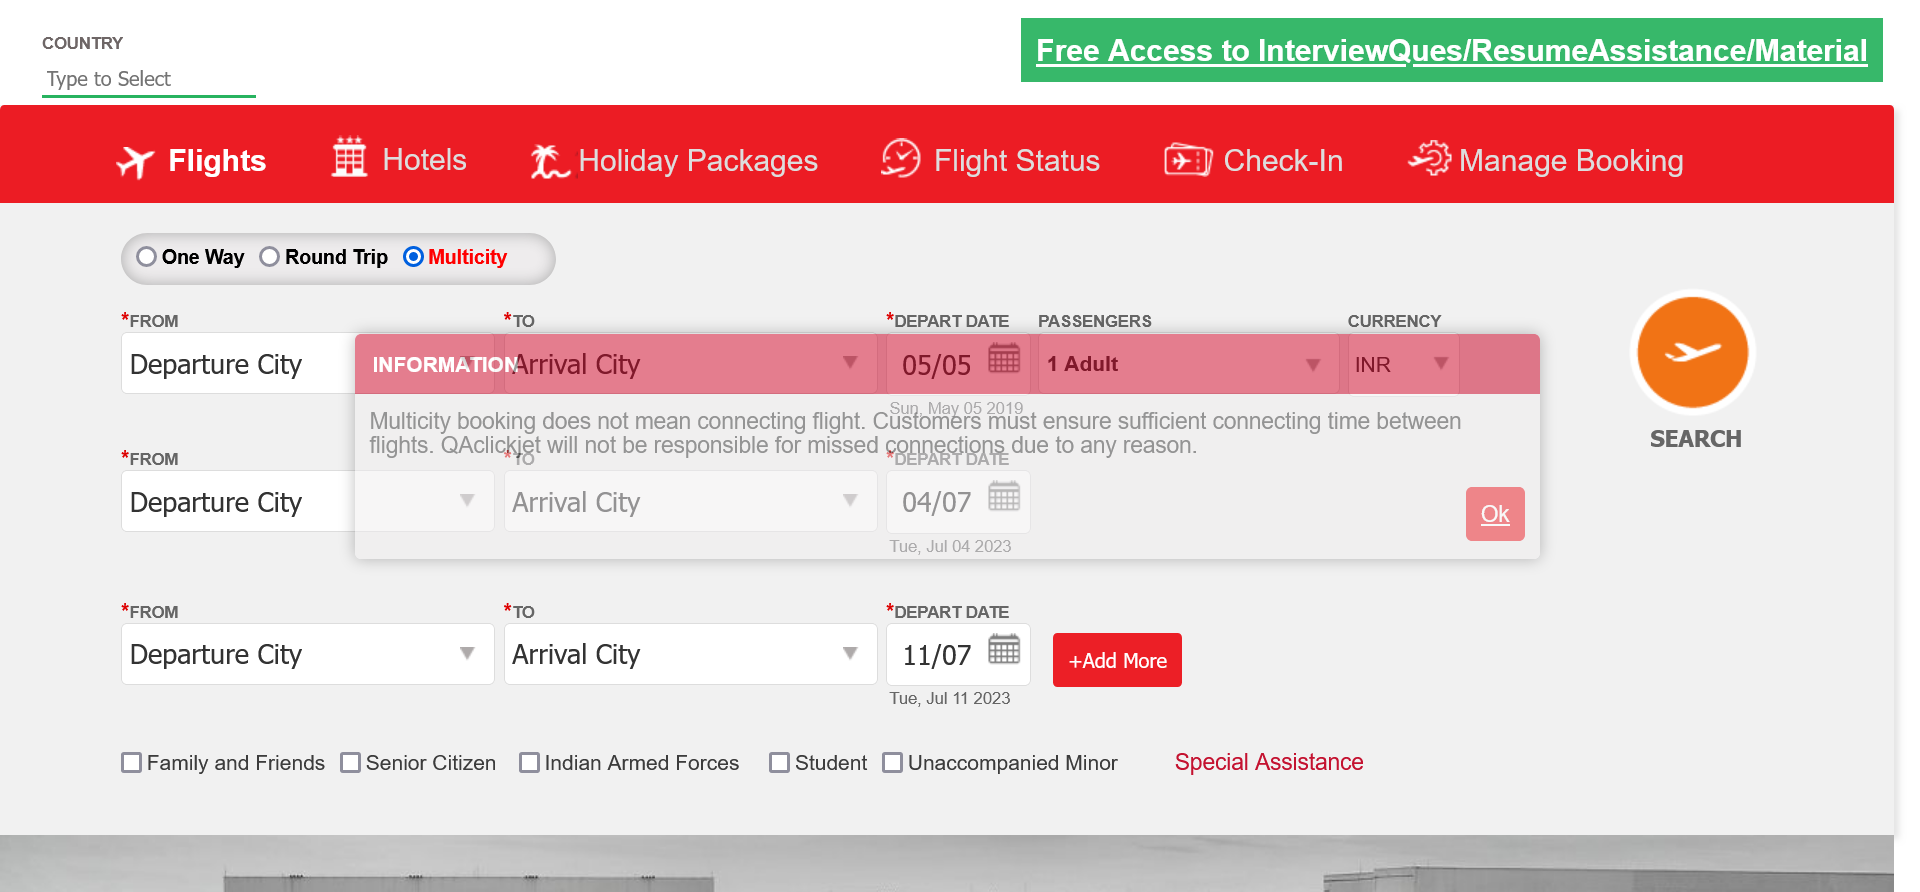 COUNTRY
Type to Select
Free Access to InterviewQues/ResumeAssistance/Material
Flights Hotels Holiday Packages Flight Status Check-In Manage Booking
One Way Round Trip Multicity
*FROM *TO *DEPART DATE PASSENGERS CURRENCY
Departure City Arrival City 05/05 1 Adult INR
INFORMATION
Sun, May 05 2019
Multicity booking does not mean connecting flight. Customers must ensure sufficient connecting time between
flights. QAclickjet will not be responsible for missed connections due to any reason.
SEARCH
*FROM *TO *DEPART DATE
Departure City Arrival City 04/07
Ok
Tue, Jul 04 2023
*FROM *TO *DEPART DATE
Departure City Arrival City 11/07 +Add More
Tue, Jul 11 2023
Family and Friends Senior Citizen Indian Armed Forces Student Unaccompanied Minor Special Assistance